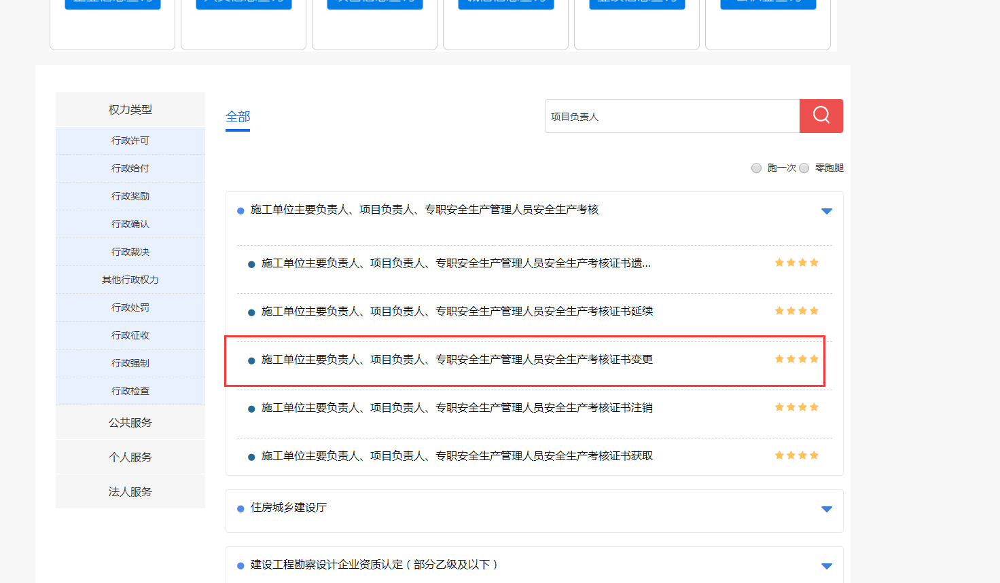 权力类型
行政许可
行政给付
行政奖励
行政确认
行政裁决
其他行政权力
行政处罚
行政征收
行政强制
行政检查
公共服务
个人服务
法人服务
全部
项目负责人
跑一次 零跑腿
施工单位主要负责人、项目负责人、专职安全生产管理人员安全生产考核
施工单位主要负责人、项目负责人、专职安全生产管理人员安全生产考核证书遗...
施工单位主要负责人、项目负责人、专职安全生产管理人员安全生产考核证书延续
施工单位主要负责人、项目负责人、专职安全生产管理人员安全生产考核证书变更
施工单位主要负责人、项目负责人、专职安全生产管理人员安全生产考核证书注销
施工单位主要负责人、项目负责人、专职安全生产管理人员安全生产考核证书获取
住房城乡建设厅
建设工程勘察设计企业资质认定（部分乙级及以下）